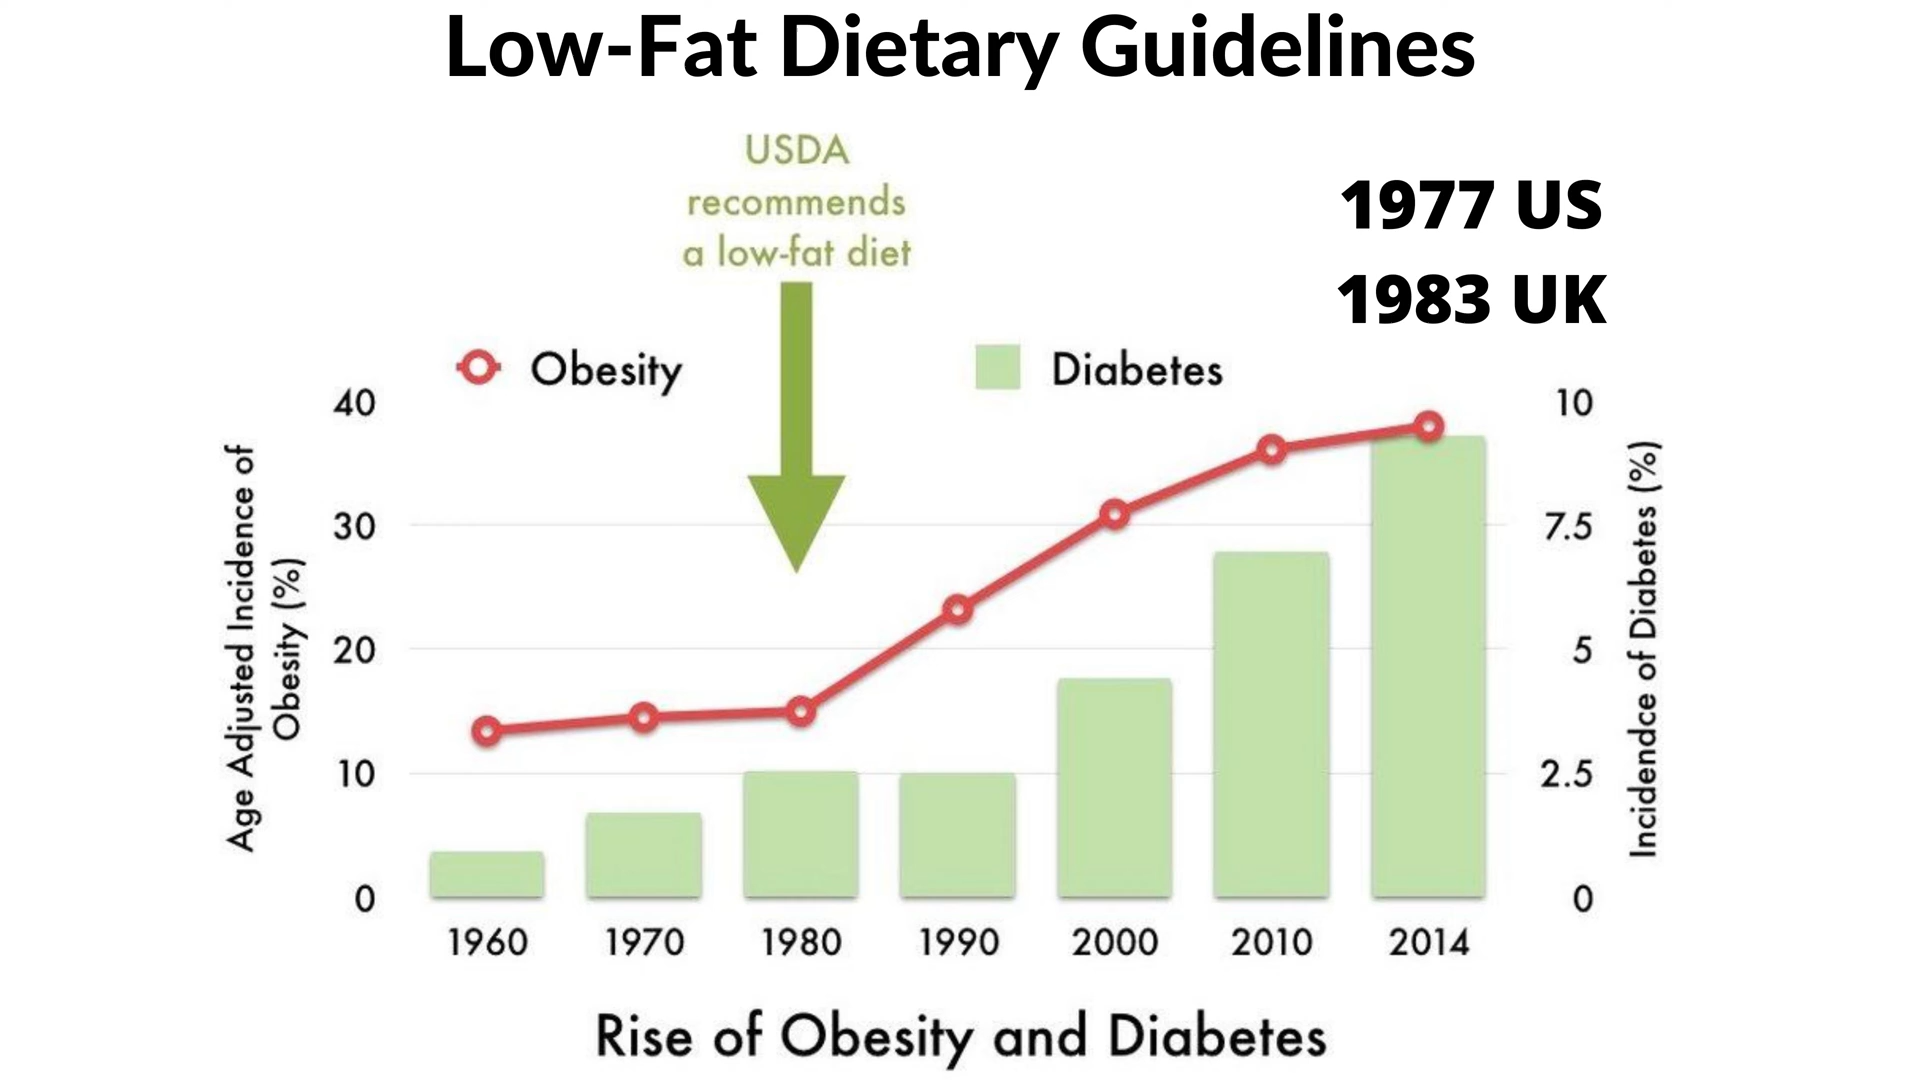 Low-Fat Dietary Guidelines
USDA
recommends
a low-fat diet
1977 US
1983 UK
Obesity
Diabetes
Age Adjusted Incidence of
Obesity (%)
40
30
20
10
0
10
7.5
5
2.5
0
Incidendce of Diabetes (%)
1960 1970 1980 1990 2000 2010 2014
Rise of Obesity and Diabetes